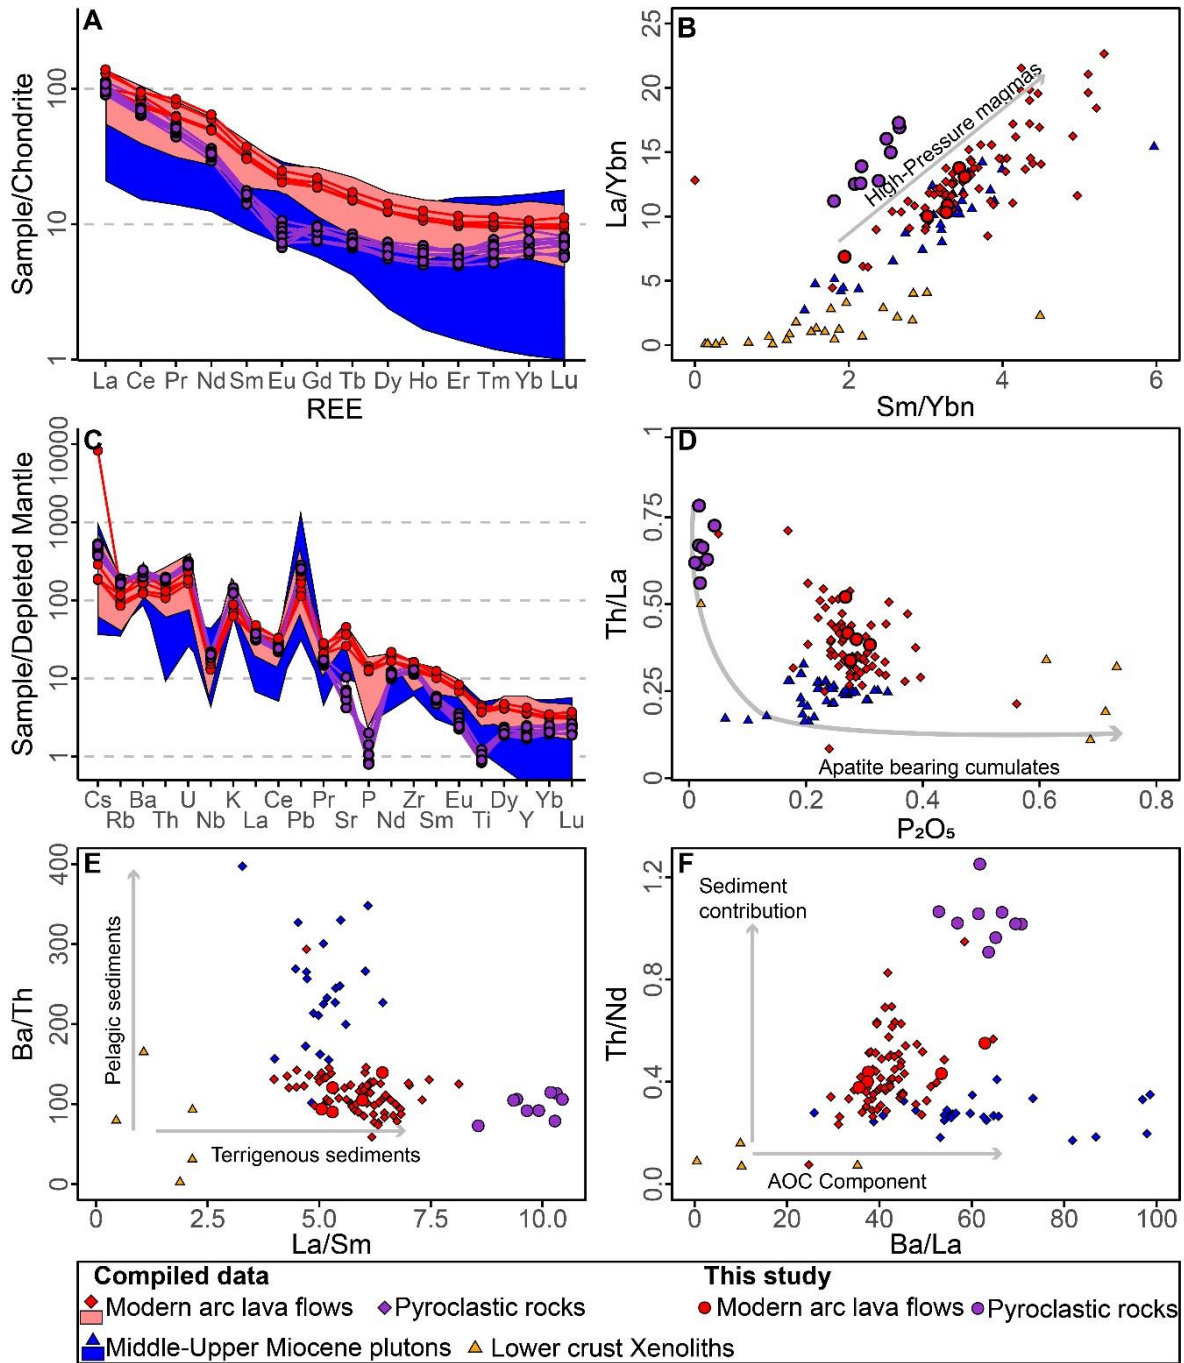 A
Sample/Chondrite
100
10
1
La Ce Pr Nd Sm Eu Gd Tb Dy Ho Er Tm Yb Lu
REE
B
La/Ybn
25
20
15
10
5
0
High-Pressure magmas
0 2 4 6
Sm/Ybn
C
Sample/Depleted Mantle
10000
1000
100
10
1
Cs Ba U K Ce Pr P Zr Eu Dy Yb
Rb Th Nb La Pb Sr Nd Sm Ti Y Lu
D
Th/La
1
0.75
0.50
0.25
0
Apatite bearing cumulates
0 0.2 0.4 0.6 0.8
P₂O₅
E
Ba/Th
400
300
200
100
0
Pelagic sediments
Terrigenous sediments
0 2.5 5.0 7.5 10.0
La/Sm
F
Th/Nd
1.2
0.8
0.4
0.0
Sediment
contribution
AOC Component
0 20 40 60 80 100
Ba/La
Compiled data This study
Modern arc lava flows Pyroclastic rocks Modern arc lava flows Pyroclastic rocks
Middle-Upper Miocene plutons Lower crust Xenoliths